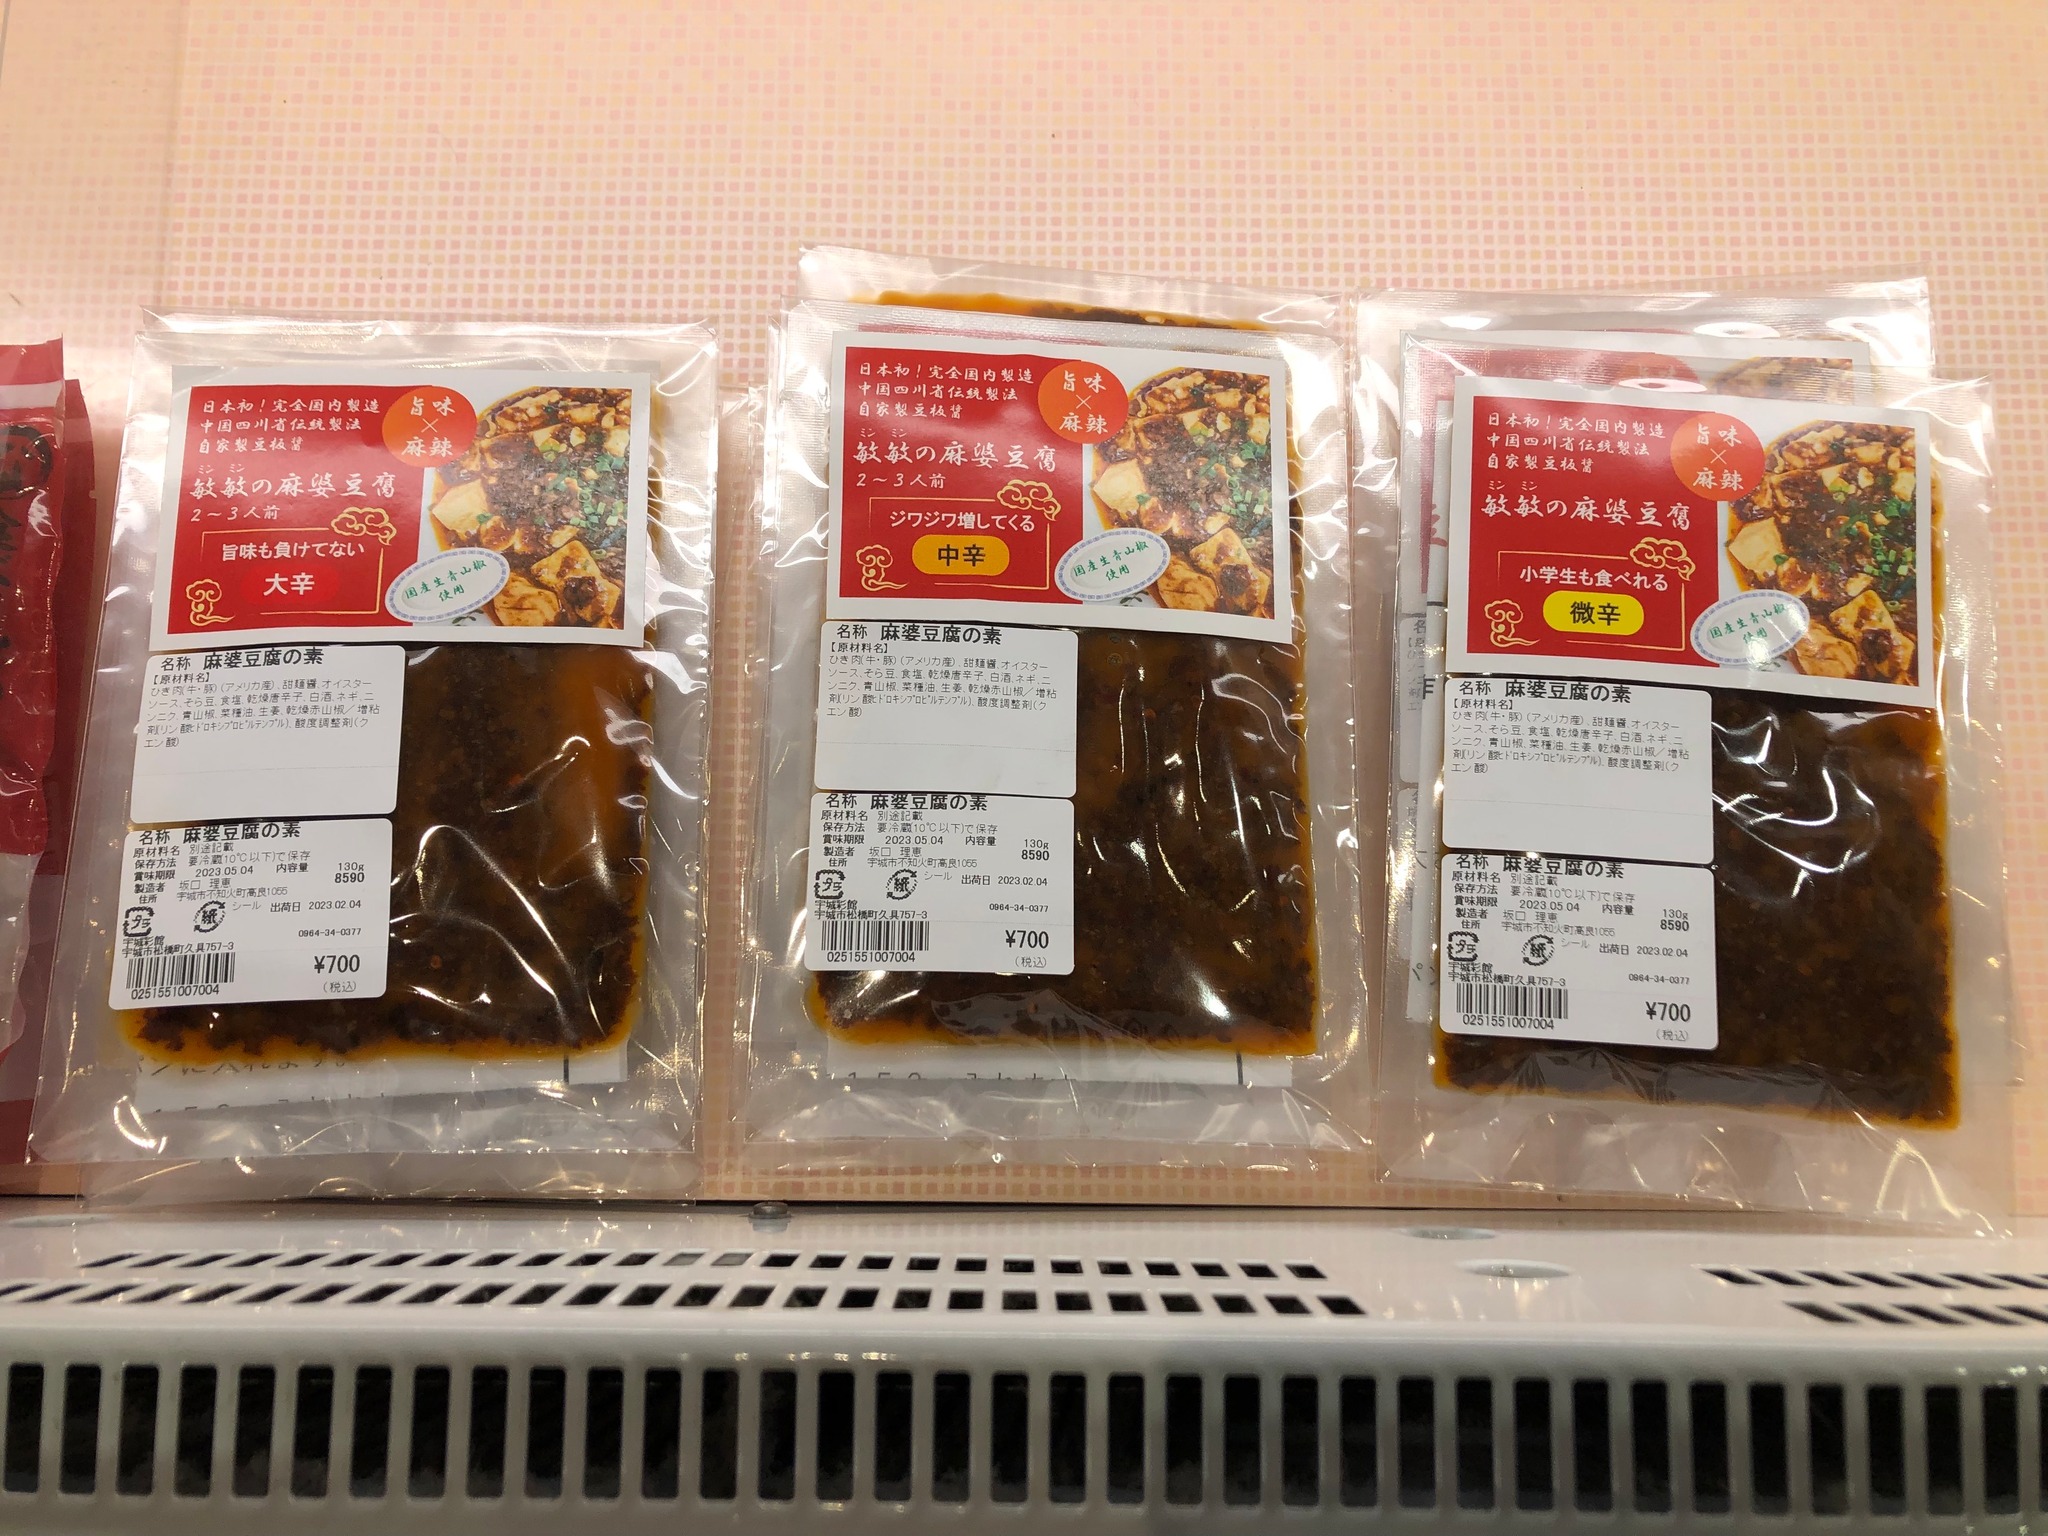 日本初！完全国内製造
中国四川省伝統製法
自家製豆板醤
旨味
×
麻辣
ミン ミン
敏敏の麻婆豆腐
2～3人前
旨味も負けてない
大辛
国産生青山椒
使用
名称 麻婆豆腐の素
【原材料名】
ひき肉(牛・豚)(アメリカ産)、甜麺醤、オイスター
ソース、そら豆、食塩、乾燥唐辛子、白酒、ネギ、ニ
ンニク、青山椒、菜種油、生姜、乾燥赤山椒／増粘
剤(リン酸ヒドロキシプロピルデンプル)、酸度調整剤(ク
エン酸)
名称 麻婆豆腐の素
原材料名 別途記載
保存方法 要冷蔵10℃以下)で保存
賞味期限 2023.05.04 内容量 130g
製造者 坂口 理恵 8590
住所 宇城市不知火町高良1055
プラ 紙 シール 出荷日 2023.02.04
宇城彩館 0964-34-0377
宇城市松橋町久具757-3
¥700
0251551007004 (税込)
日本初！完全国内製造
中国四川省伝統製法
自家製豆板醤
旨味
×
麻辣
ミン ミン
敏敏の麻婆豆腐
2～3人前
ジワジワ増してくる
中辛
国産生青山椒
使用
名称 麻婆豆腐の素
【原材料名】
ひき肉(牛・豚)(アメリカ産)、甜麺醤、オイスター
ソース、そら豆、食塩、乾燥唐辛子、白酒、ネギ、ニ
ンニク、青山椒、菜種油、生姜、乾燥赤山椒／増粘
剤(リン酸ヒドロキシプロピルデンプル)、酸度調整剤(ク
エン酸)
名称 麻婆豆腐の素
原材料名 別途記載
保存方法 要冷蔵10℃以下)で保存
賞味期限 2023.05.04 内容量 130g
製造者 坂口 理恵 8590
住所 宇城市不知火町高良1055
プラ 紙 シール 出荷日 2023.02.04
宇城彩館 0964-34-0377
宇城市松橋町久具757-3
¥700
0251551007004 (税込)
日本初！完全国内製造
中国四川省伝統製法
自家製豆板醤
旨味
×
麻辣
ミン ミン
敏敏の麻婆豆腐
小学生も食べれる
微辛
国産生青山椒
使用
名称 麻婆豆腐の素
【原材料名】
ひき肉(牛・豚)(アメリカ産)、甜麺醤、オイスター
ソース、そら豆、食塩、乾燥唐辛子、白酒、ネギ、ニ
ンニク、青山椒、菜種油、生姜、乾燥赤山椒／増粘
剤(リン酸ヒドロキシプロピルデンプル)、酸度調整剤(ク
エン酸)
名称 麻婆豆腐の素
原材料名 別途記載
保存方法 要冷蔵10℃以下)で保存
賞味期限 2023.05.04 内容量 130g
製造者 坂口 理恵 8590
住所 宇城市不知火町高良1055
プラ 紙 シール 出荷日 2023.02.04
宇城彩館 0964-34-0377
宇城市松橋町久具757-3
¥700
0251551007004 (税込)